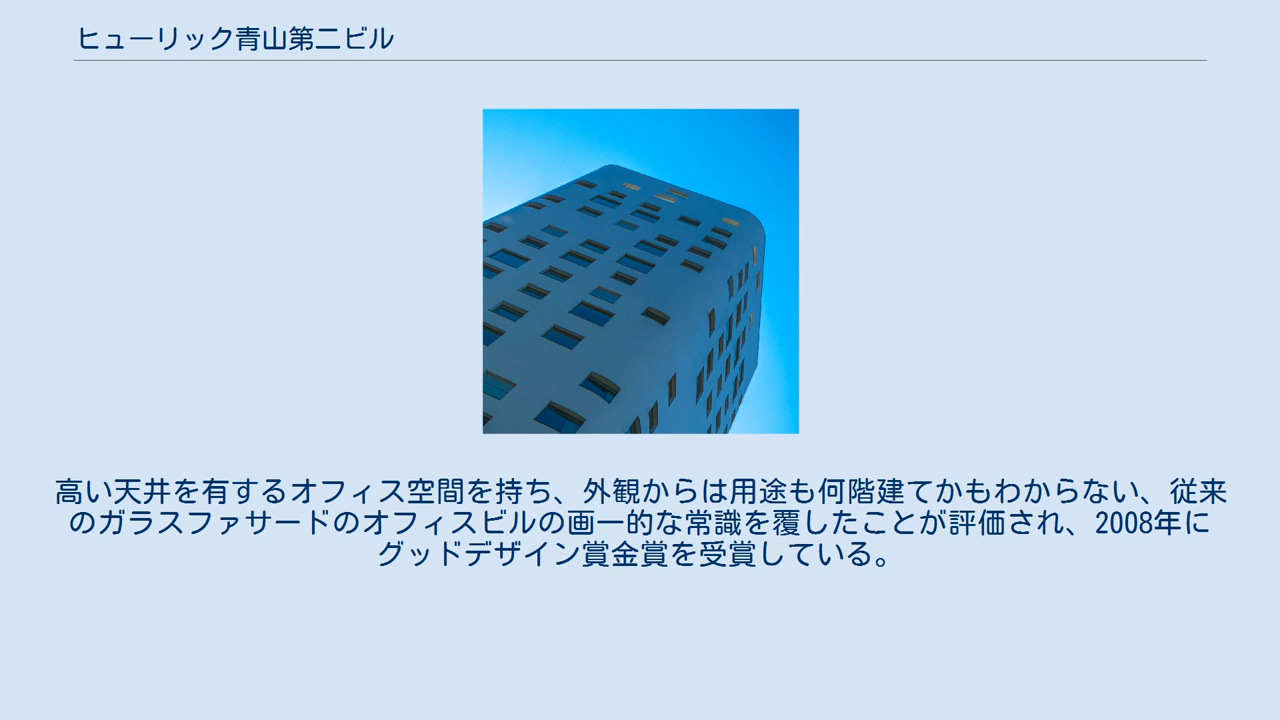 ヒューリック青山第二ビル
高い天井を有するオフィス空間を持ち、外観からは用途も何階建てかもわからない、従来
のガラスファサードのオフィスビルの画一的な常識を覆したことが評価され、2008年に
グッドデザイン賞金賞を受賞している。